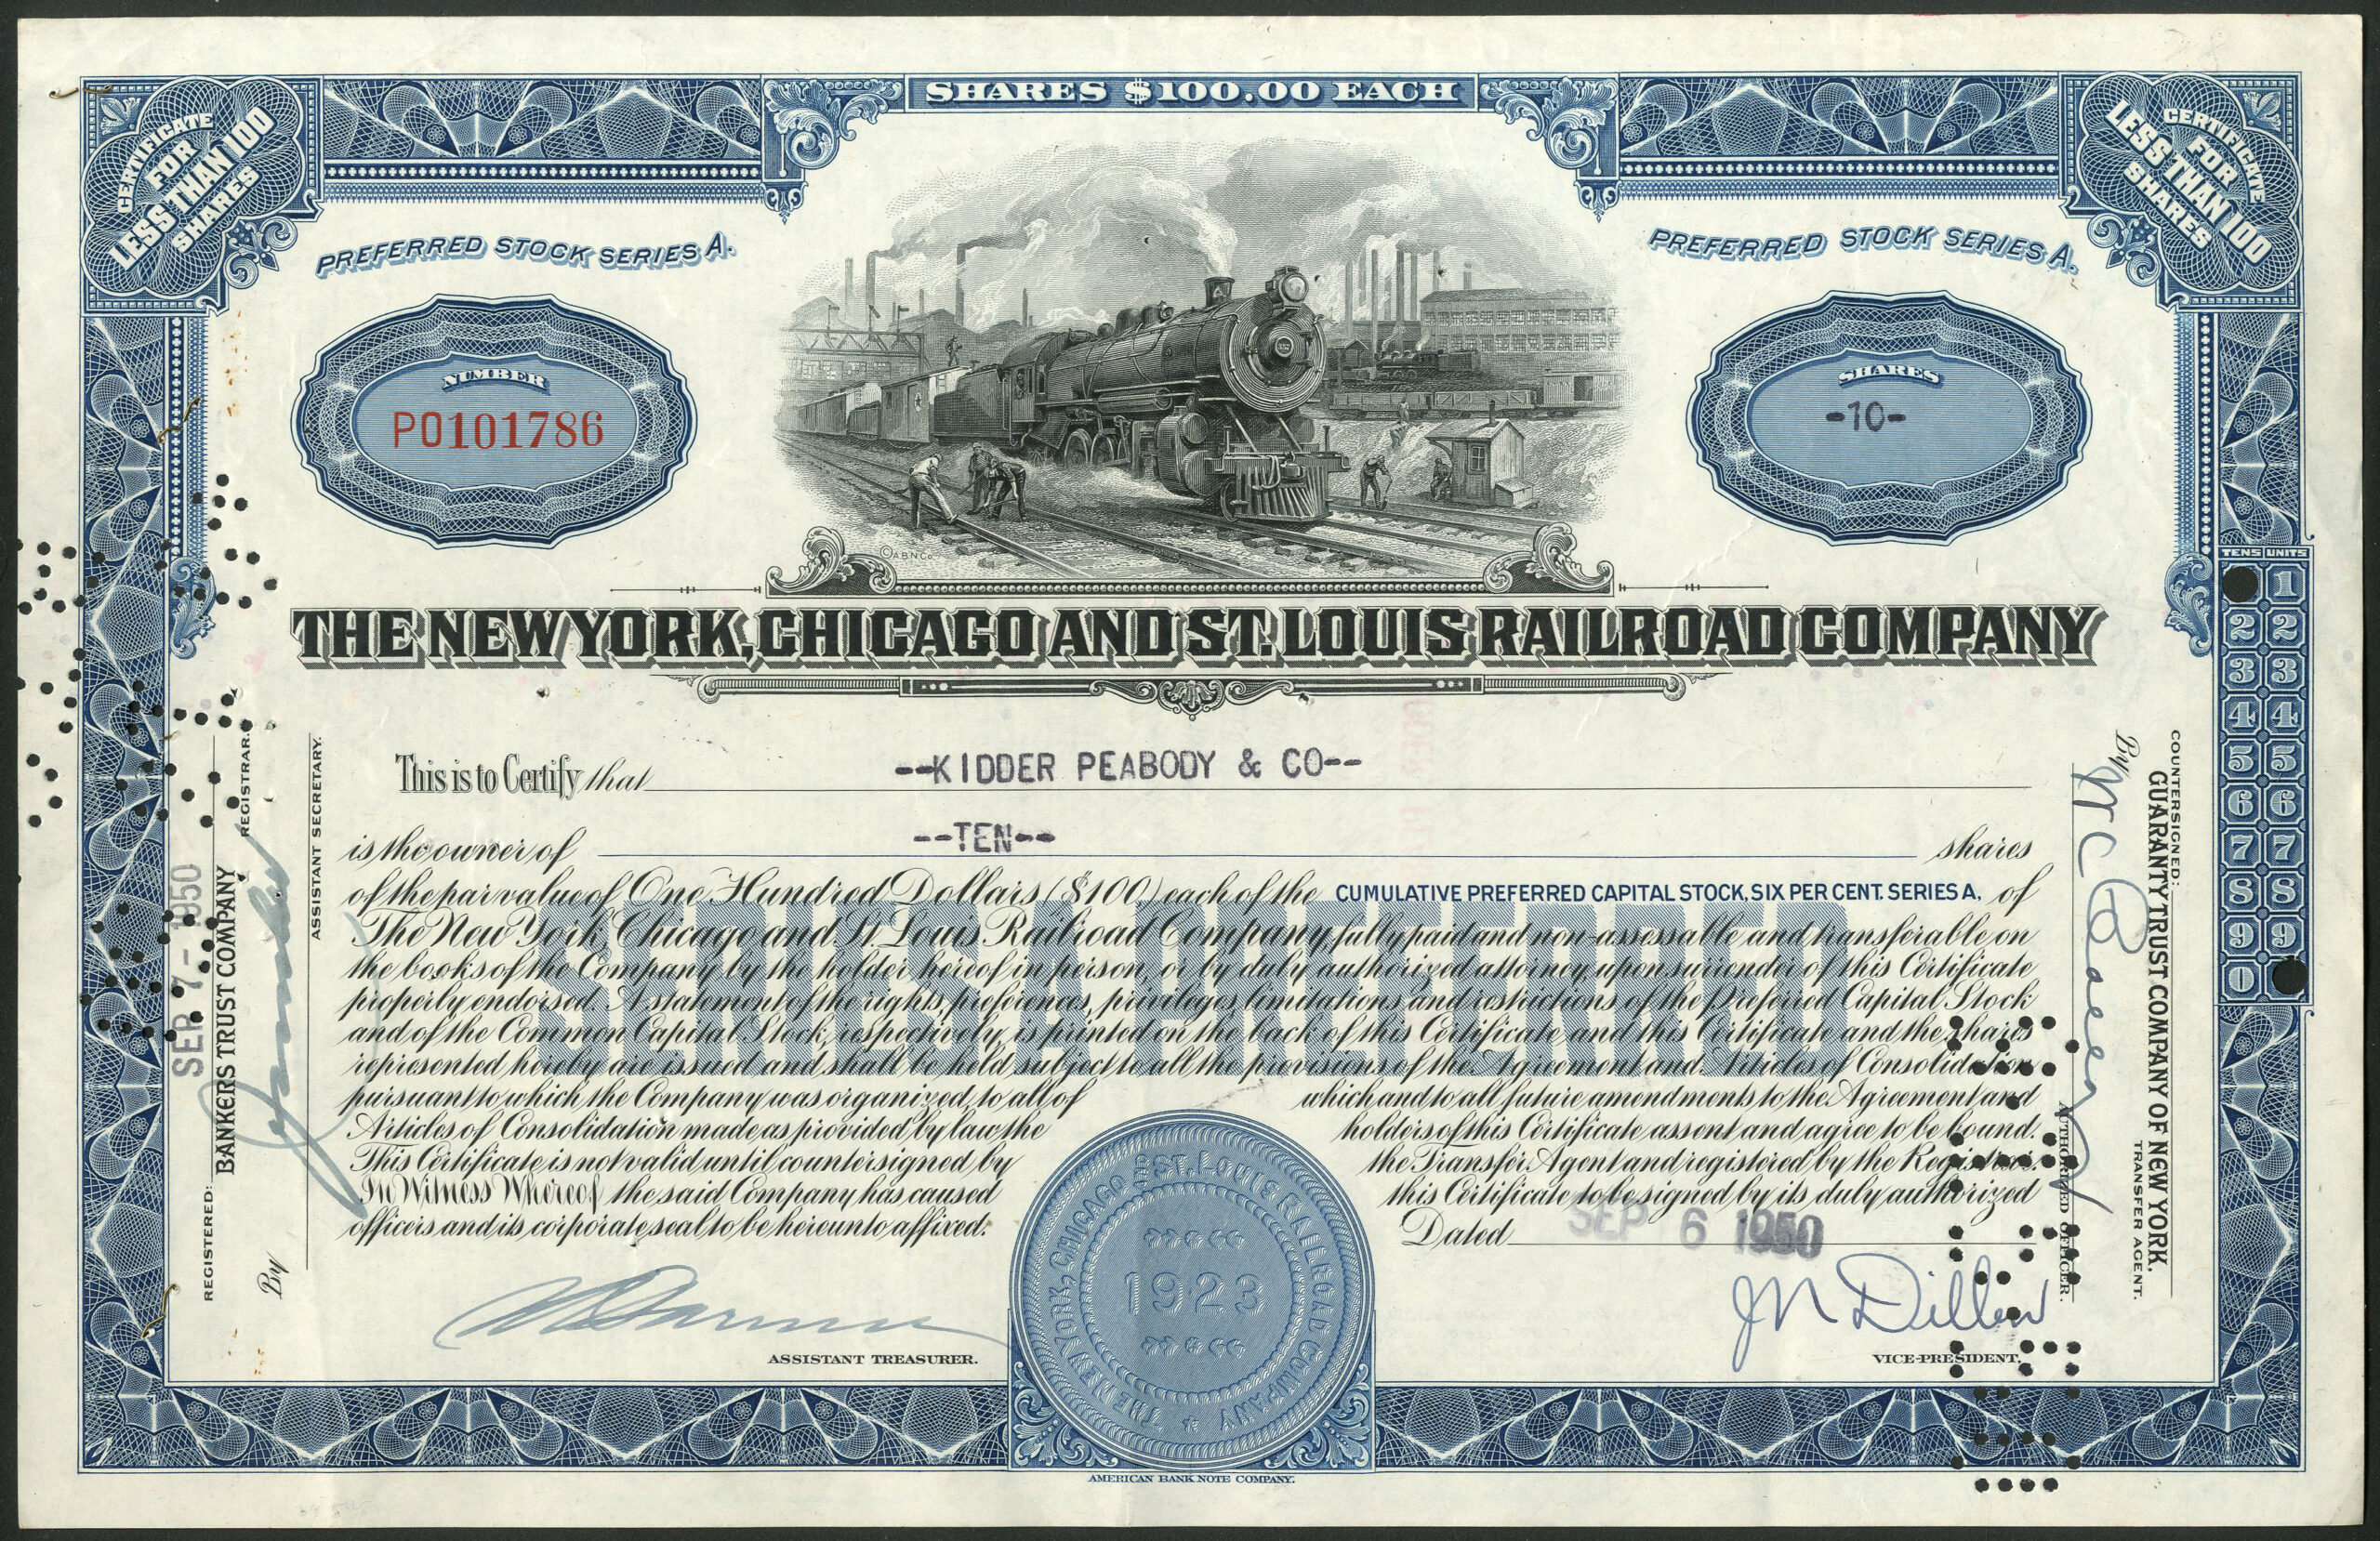 SHARES $100.00 EACH
CERTIFICATE
FOR
LESS THAN 100
SHARES
CERTIFICATE
FOR
LESS THAN 100
SHARES
PREFERRED STOCK SERIES A.
PREFERRED STOCK SERIES A.
NUMBER
PO101786
SHARES
-10-
©ABNCo.
THE NEW YORK, CHICAGO AND ST. LOUIS RAILROAD COMPANY
TENS UNITS
1
2 2
3 3
4 4
5 5
6 6
7 7
8 8
9 9
0
This is to Certify that --KIDDER PEABODY & CO--
is the owner of --TEN-- shares
of the par value of One Hundred Dollars ($100.) each of the CUMULATIVE PREFERRED CAPITAL STOCK, SIX PER CENT. SERIES A, of
The New York, Chicago and St. Louis Railroad Company, fully paid and non-assessable and transferable on
the books of the Company by the holder hereof in person, or by duly authorized attorney, upon surrender of this Certificate
properly endorsed. A statement of the rights, preferences, privileges, limitations and restrictions of the Preferred Capital Stock
and of the Common Capital Stock, respectively, is printed on the back of this Certificate and this Certificate and the shares
represented hereby are issued and shall be held subject to all the provisions of the Agreement and Articles of Consolidation
pursuant to which the Company was organized, to all of which and to all future amendments to the Agreement and
Articles of Consolidation made as provided by law the holders of this Certificate assent and agree to be bound.
This Certificate is not valid until countersigned by the Transfer Agent and registered by the Registrar.
In Witness Whereof the said Company has caused this Certificate to be signed by its duly authorized
officers and its corporate seal to be hereunto affixed. Dated SEP 6 1950
SERIES A PREFERRED
THE NEW YORK, CHICAGO AND ST. LOUIS RAILROAD COMPANY
1923
ASSISTANT TREASURER.
JN Dillon
VICE-PRESIDENT.
AMERICAN BANK NOTE COMPANY.
REGISTERED:
SEP 7 - 1950
BANKERS TRUST COMPANY
REGISTRAR.
By
ASSISTANT SECRETARY.
COUNTERSIGNED:
GUARANTY TRUST COMPANY OF NEW YORK.
TRANSFER AGENT.
By
AUTHORIZED OFFICER.